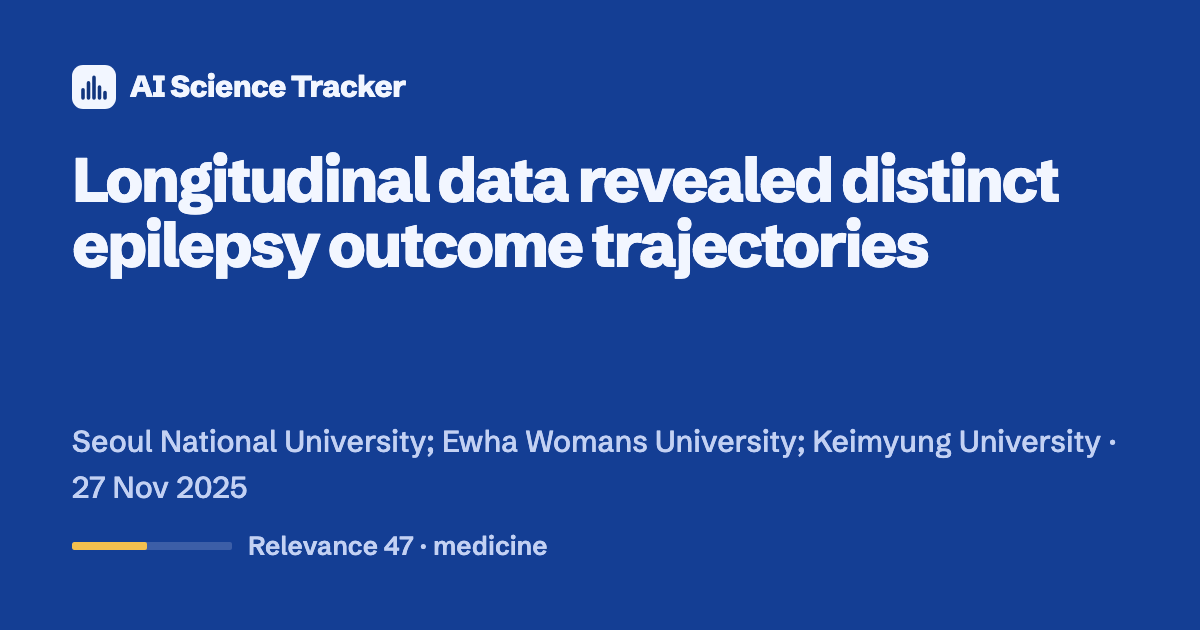 AI Science Tracker
Longitudinal data revealed distinct
epilepsy outcome trajectories
Seoul National University; Ewha Womans University; Keimyung University ·
27 Nov 2025
Relevance 47 · medicine